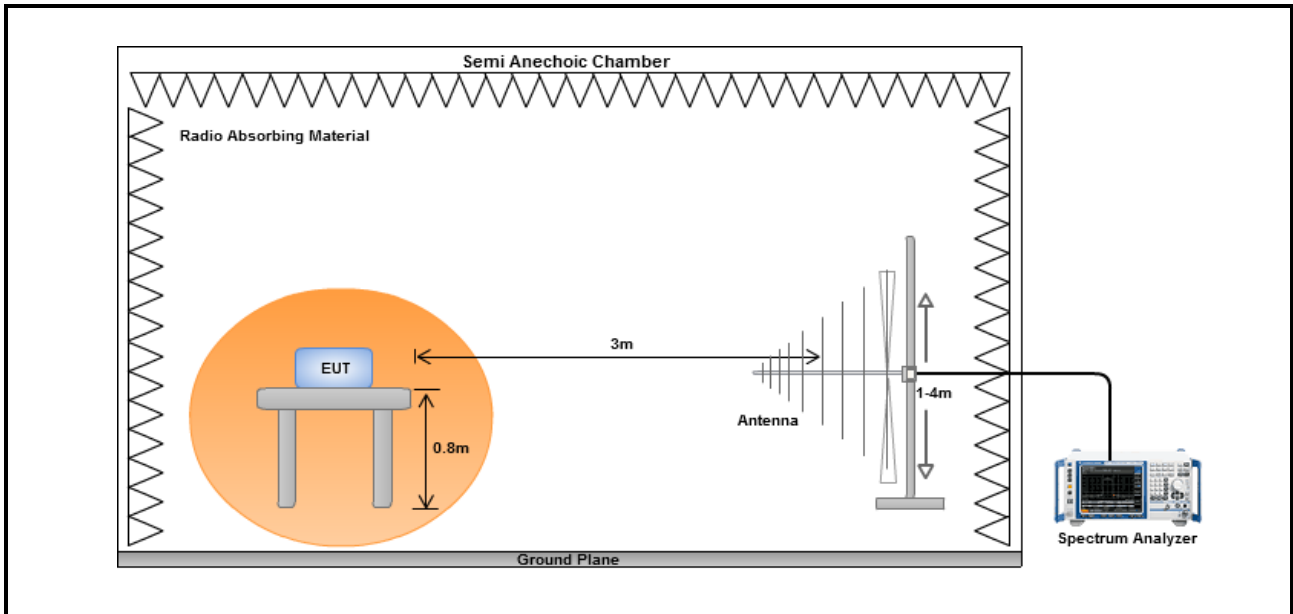 Semi Anechoic Chamber
Radio Absorbing Material
EUT
3m
0.8m
Antenna
1-4m
Spectrum Analyzer
Ground Plane